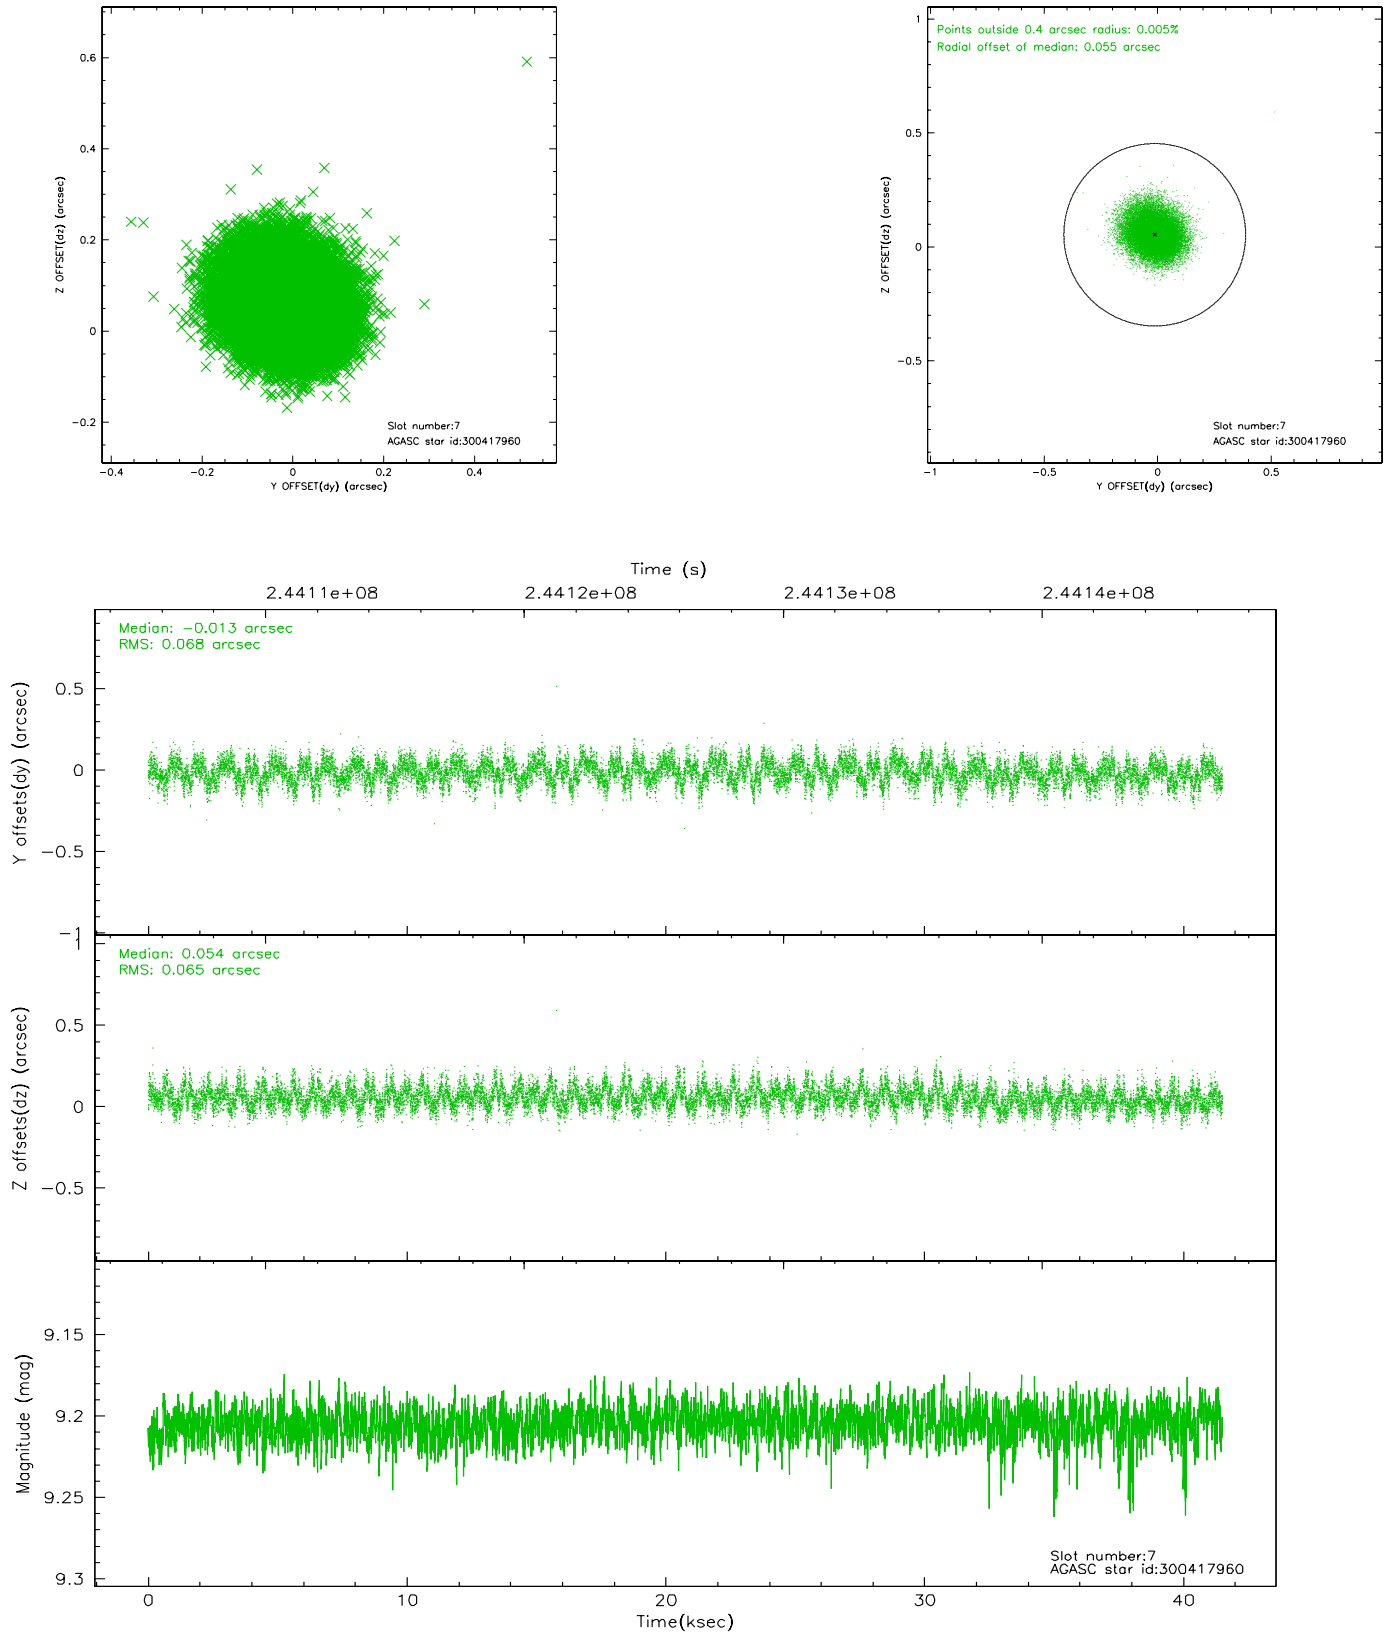 0.6
0.4
0.2
0
−0.2
−0.4
−0.2
0
0.2
0.4
Z OFFSET(dz) (arcsec)
Y OFFSET(dy) (arcsec)
Slot number:7
AGASC star id:300417960
Points outside 0.4 arcsec radius: 0.005%
Radial offset of median: 0.055 arcsec
1
0.5
0
−0.5
−1
−0.5
0
0.5
Z OFFSET(dz) (arcsec)
Y OFFSET(dy) (arcsec)
Slot number:7
AGASC star id:300417960
Time (s)
2.4411e+08
2.4412e+08
2.4413e+08
2.4414e+08
Median: −0.013 arcsec
RMS: 0.068 arcsec
0.5
0
−0.5
−1
Y offsets(dy) (arcsec)
Median: 0.054 arcsec
RMS: 0.065 arcsec
1
0.5
0
−0.5
Z offsets(dz) (arcsec)
9.15
9.2
9.25
9.3
Magnitude (mag)
Slot number:7
AGASC star id:300417960
0
10
20
30
40
Time(ksec)